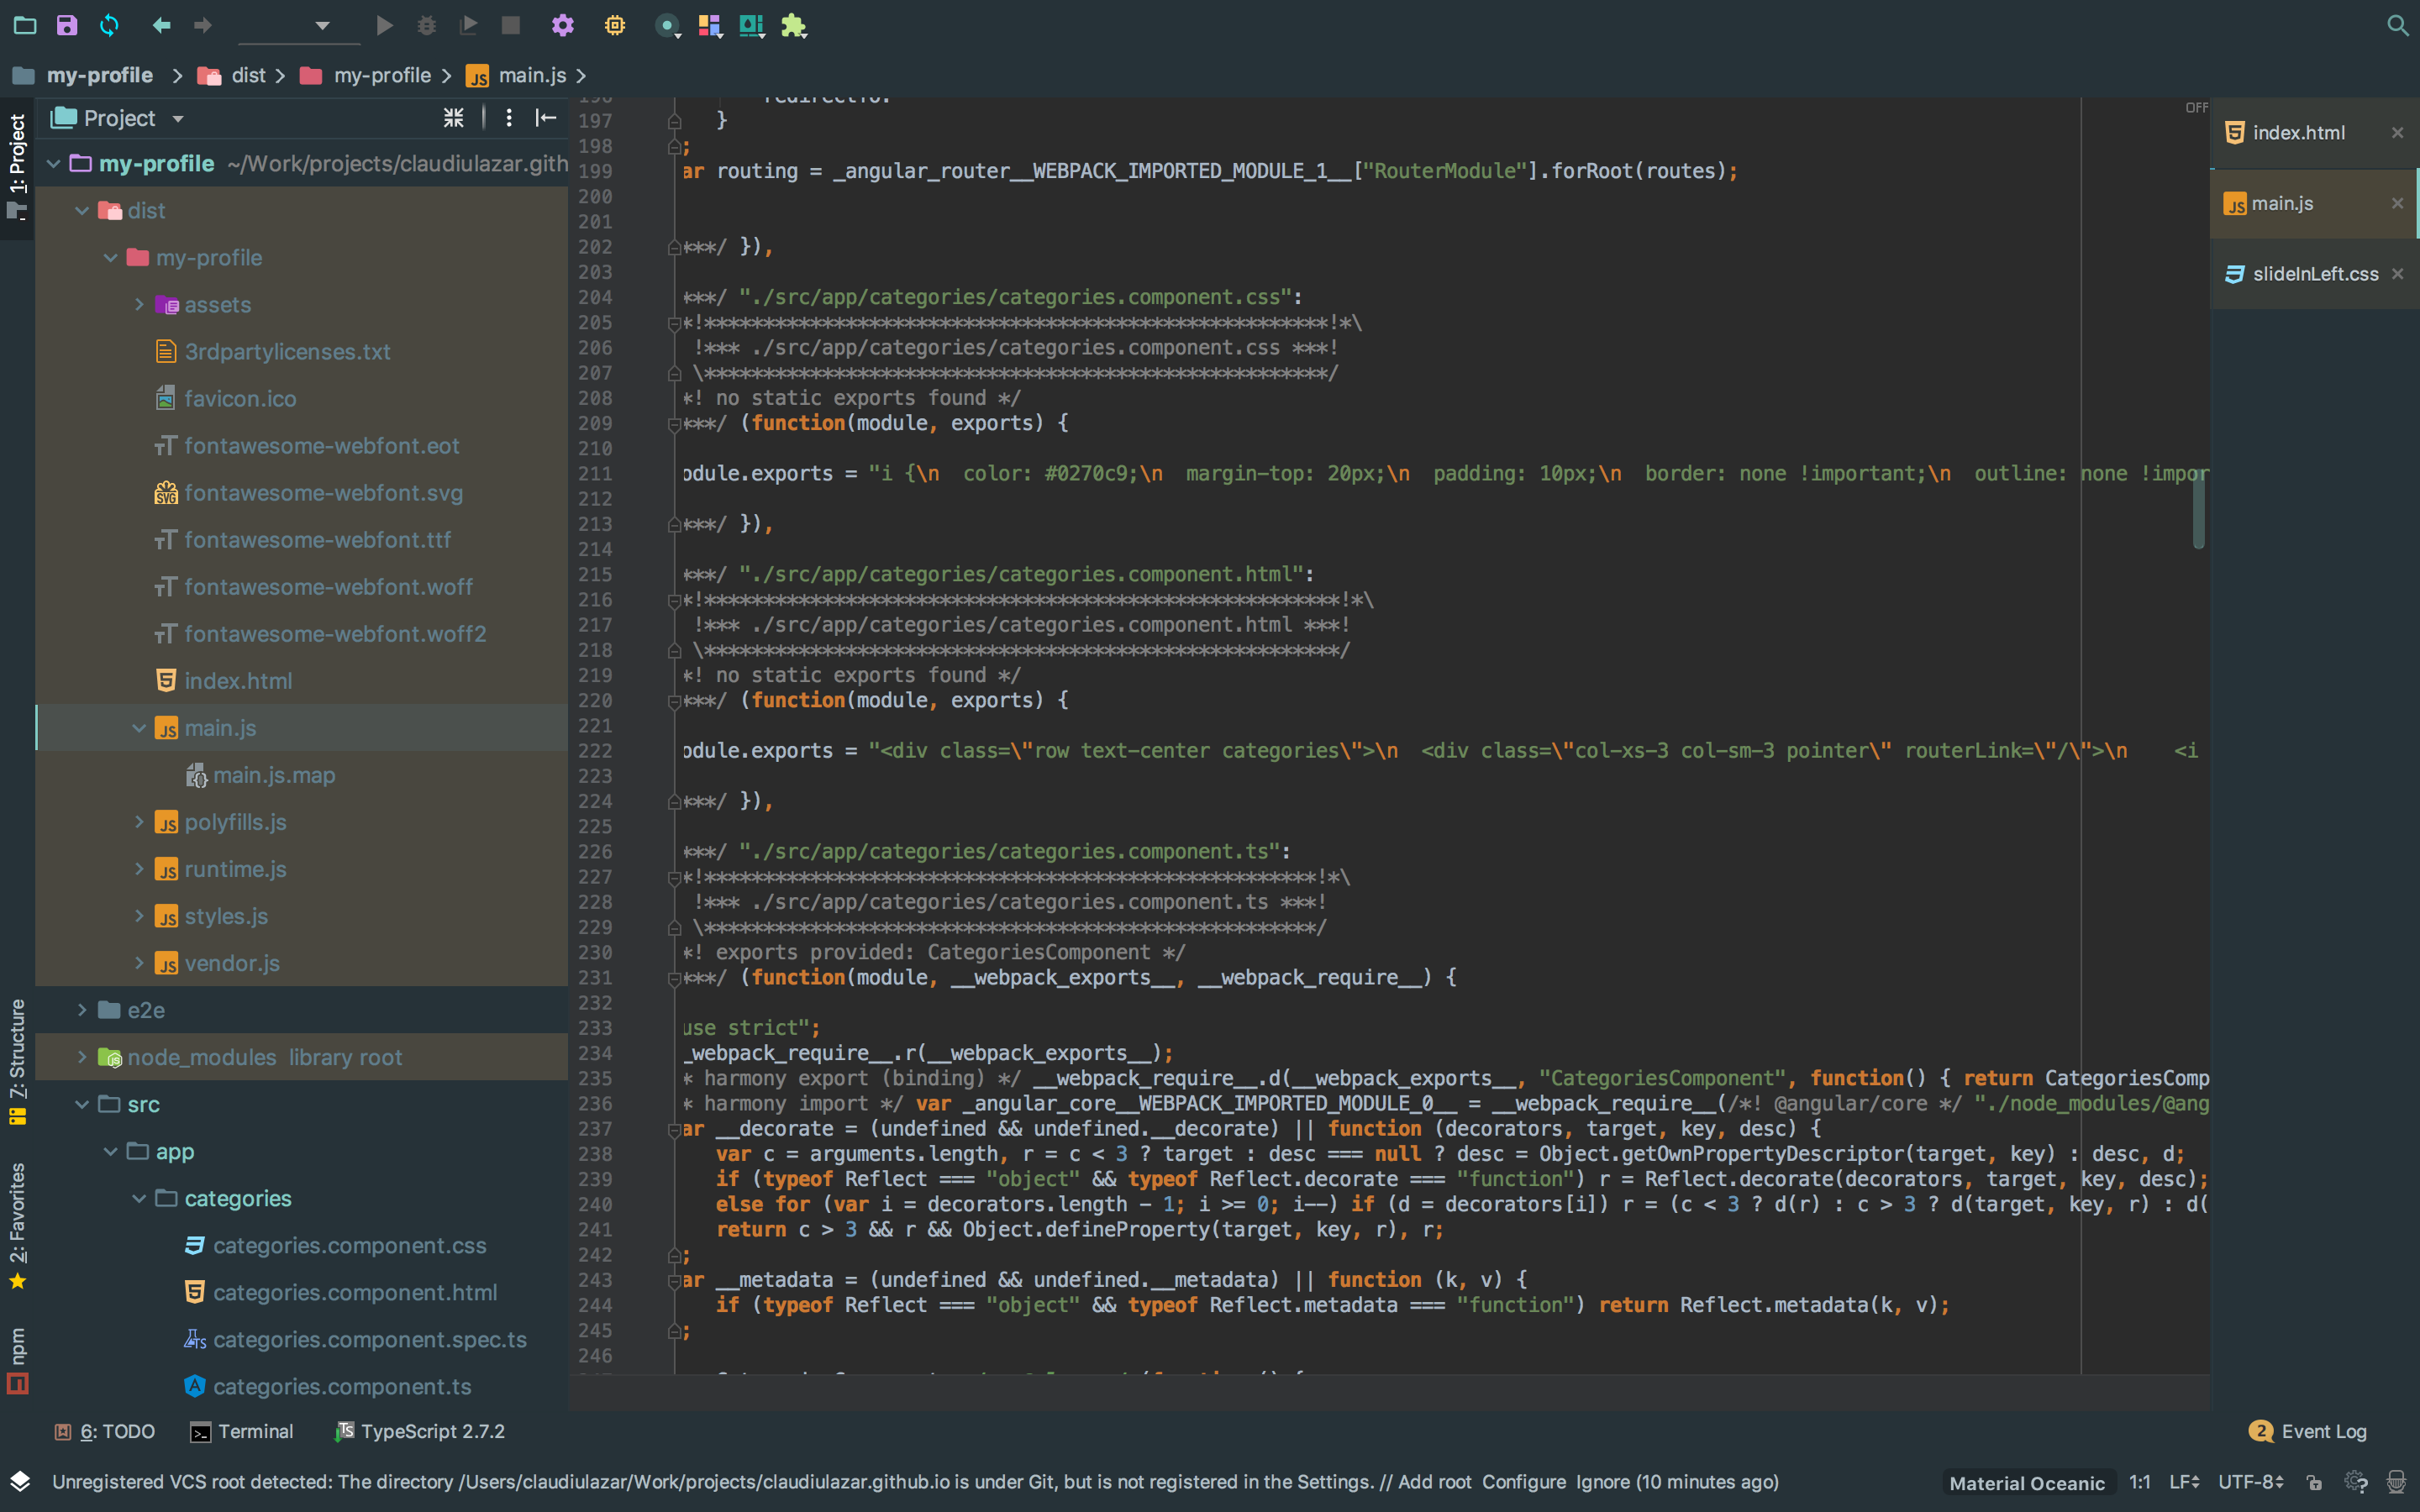 my-profile > dist > my-profile > main.js >
1: Project
Project
my-profile ~/Work/projects/claudiulazar.gith
dist
my-profile
assets
3rdpartylicenses.txt
favicon.ico
fontawesome-webfont.eot
fontawesome-webfont.svg
fontawesome-webfont.ttf
fontawesome-webfont.woff
fontawesome-webfont.woff2
index.html
main.js
main.js.map
polyfills.js
runtime.js
styles.js
vendor.js
e2e
node_modules library root
src
app
categories
categories.component.css
categories.component.html
categories.component.spec.ts
categories.component.ts
Z: Structure
2: Favorites
npm
196 redirectTo:
197 }
198 ;
199 ar routing = _angular_router__WEBPACK_IMPORTED_MODULE_1__["RouterModule"].forRoot(routes);
200
201
202 ***/ }),
203
204 ***/ "./src/app/categories/categories.component.css":
205 *!*****************************************************!*\
206 !*** ./src/app/categories/categories.component.css ***!
207 \*****************************************************/
208 *! no static exports found */
209 ***/ (function(module, exports) {
210
211 odule.exports = "i {\n  color: #0270c9;\n  margin-top: 20px;\n  padding: 10px;\n  border: none !important;\n  outline: none !impor
212
213 ***/ }),
214
215 ***/ "./src/app/categories/categories.component.html":
216 *!******************************************************!*\
217 !*** ./src/app/categories/categories.component.html ***!
218 \******************************************************/
219 *! no static exports found */
220 ***/ (function(module, exports) {
221
222 odule.exports = "<div class=\"row text-center categories\">\n  <div class=\"col-xs-3 col-sm-3 pointer\" routerLink=\"/\">\n    <i
223
224 ***/ }),
225
226 ***/ "./src/app/categories/categories.component.ts":
227 *!****************************************************!*\
228 !*** ./src/app/categories/categories.component.ts ***!
229 \****************************************************/
230 *! exports provided: CategoriesComponent */
231 ***/ (function(module, __webpack_exports__, __webpack_require__) {
232
233 use strict";
234 _webpack_require__.r(__webpack_exports__);
235 * harmony export (binding) */ __webpack_require__.d(__webpack_exports__, "CategoriesComponent", function() { return CategoriesComp
236 * harmony import */ var _angular_core__WEBPACK_IMPORTED_MODULE_0__ = __webpack_require__(/*! @angular/core */ "./node_modules/@ang
237 ar __decorate = (undefined && undefined.__decorate) || function (decorators, target, key, desc) {
238 var c = arguments.length, r = c < 3 ? target : desc === null ? desc = Object.getOwnPropertyDescriptor(target, key) : desc, d;
239 if (typeof Reflect === "object" && typeof Reflect.decorate === "function") r = Reflect.decorate(decorators, target, key, desc);
240 else for (var i = decorators.length - 1; i >= 0; i--) if (d = decorators[i]) r = (c < 3 ? d(r) : c > 3 ? d(target, key, r) : d(
241 return c > 3 && r && Object.defineProperty(target, key, r), r;
242 ;
243 ar __metadata = (undefined && undefined.__metadata) || function (k, v) {
244 if (typeof Reflect === "object" && typeof Reflect.metadata === "function") return Reflect.metadata(k, v);
245 ;
246
OFF
index.html
main.js
slideInLeft.css
6: TODO Terminal TypeScript 2.7.2 2 Event Log
Unregistered VCS root detected: The directory /Users/claudiulazar/Work/projects/claudiulazar.github.io is under Git, but is not registered in the Settings. // Add root Configure Ignore (10 minutes ago) Material Oceanic 1:1 LF UTF-8